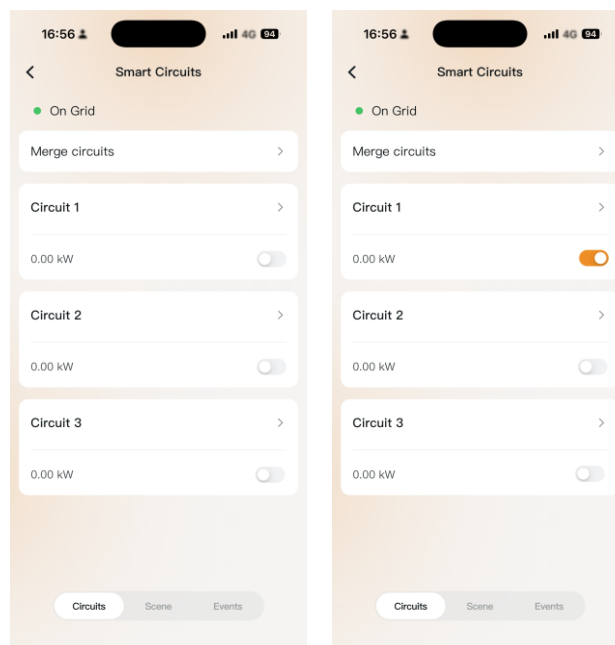 16:56 4G 94
Smart Circuits
On Grid
Merge circuits
Circuit 1
0.00 kW
Circuit 2
0.00 kW
Circuit 3
0.00 kW
Circuits Scene Events
16:56 4G 94
Smart Circuits
On Grid
Merge circuits
Circuit 1
0.00 kW
Circuit 2
0.00 kW
Circuit 3
0.00 kW
Circuits Scene Events